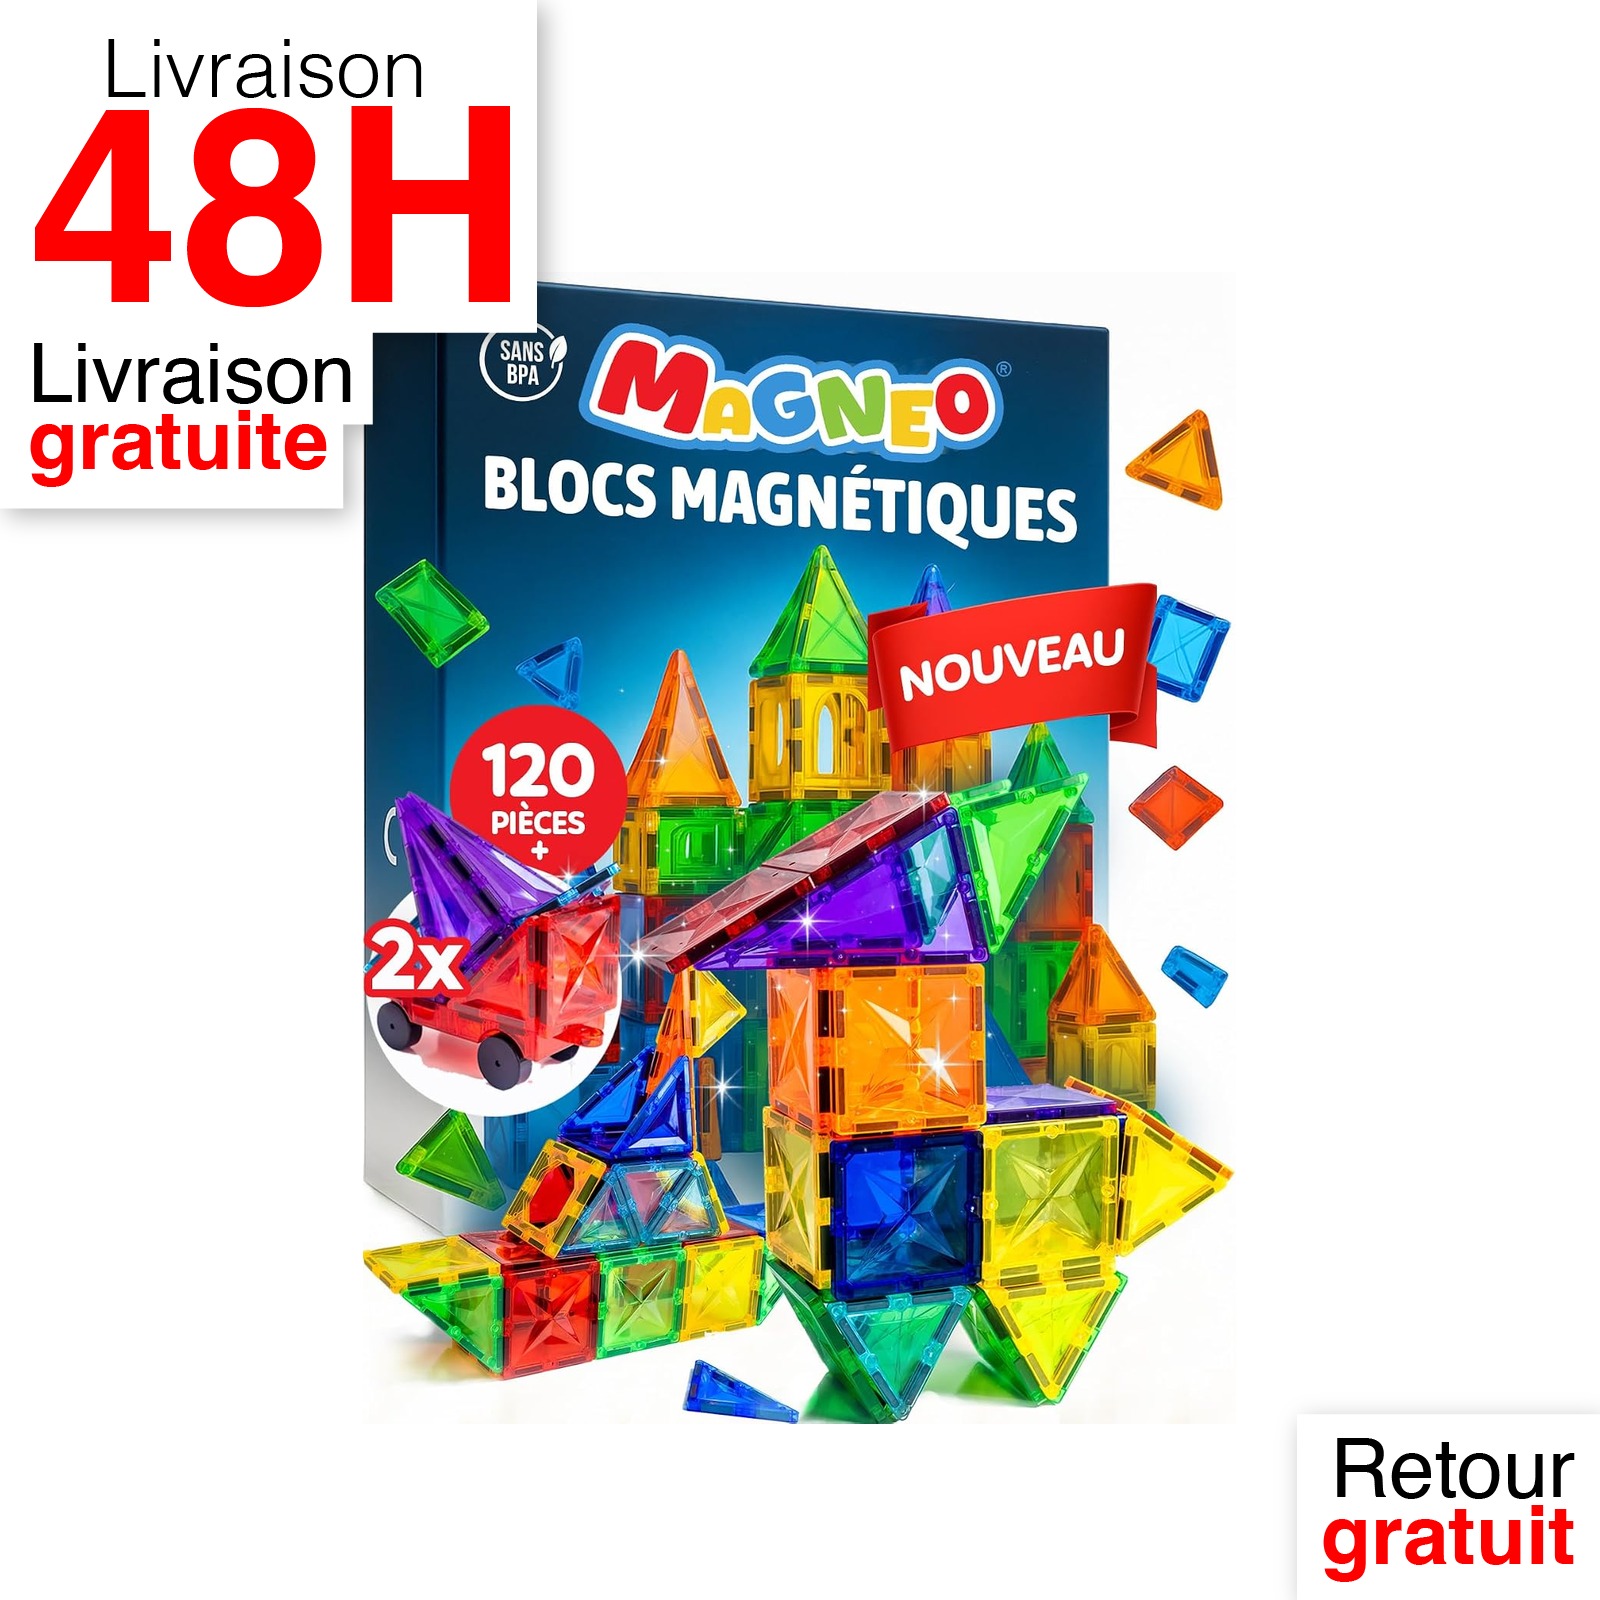 Livraison
48H
Livraison
gratuite
SANS
BPA
MAGNEO®
BLOCS MAGNÉTIQUES
NOUVEAU
120
PIÈCES
+
2x
Retour
gratuit